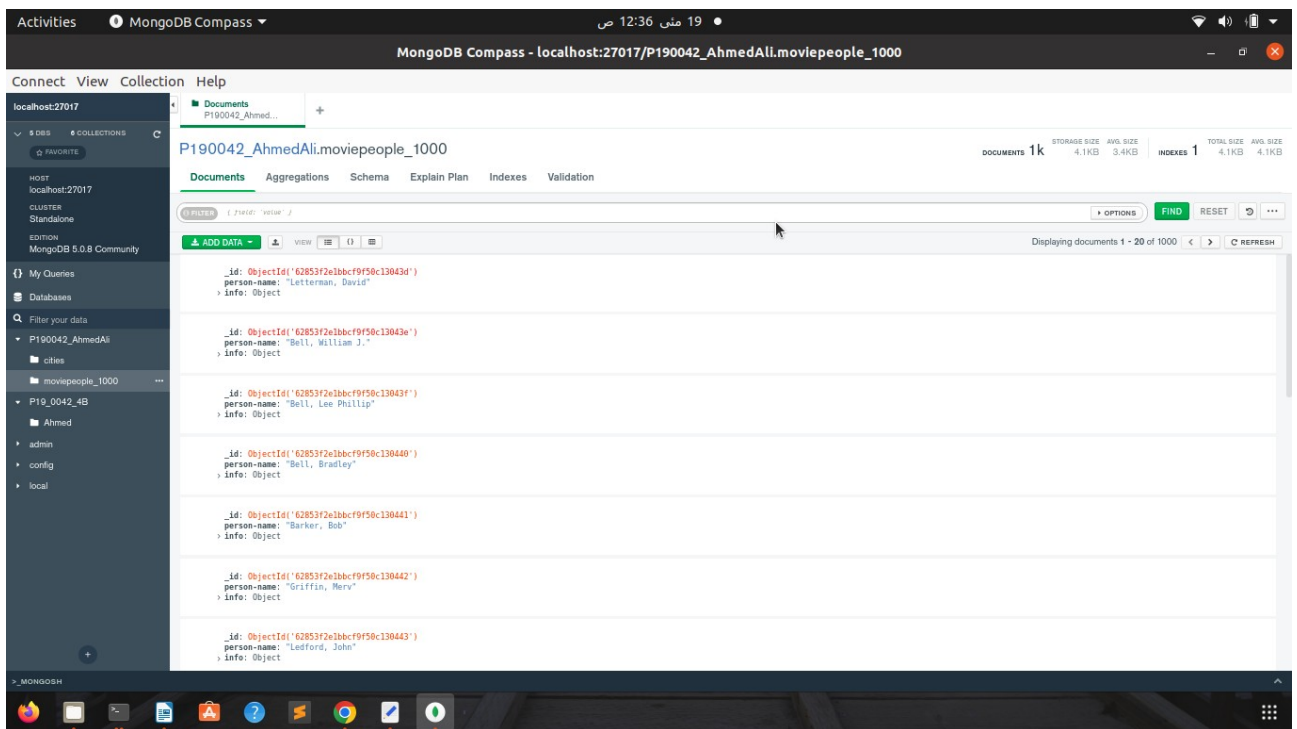 Activities MongoDB Compass 19 مئی 12:36 ص
MongoDB Compass - localhost:27017/P190042_AhmedAli.moviepeople_1000
Connect View Collection Help
localhost:27017
Documents
P190042_Ahmed...
5 DBS 6 COLLECTIONS
FAVORITE
HOST
localhost:27017
CLUSTER
Standalone
EDITION
MongoDB 5.0.8 Community
{} My Queries
Databases
Filter your data
P190042_AhmedAli
cities
moviepeople_1000
P19_0042_4B
Ahmed
admin
config
local
P190042_AhmedAli.moviepeople_1000
DOCUMENTS 1k STORAGE SIZE 4.1KB AVG. SIZE 3.4KB INDEXES 1 TOTAL SIZE 4.1KB AVG. SIZE 4.1KB
Documents Aggregations Schema Explain Plan Indexes Validation
FILTER { field: 'value' } OPTIONS FIND RESET
ADD DATA VIEW {} Displaying documents 1 - 20 of 1000 REFRESH
_id: ObjectId('62853f2e1bbcf9f50c13043d')
person-name: "Letterman, David"
info: Object
_id: ObjectId('62853f2e1bbcf9f50c13043e')
person-name: "Bell, William J."
info: Object
_id: ObjectId('62853f2e1bbcf9f50c13043f')
person-name: "Bell, Lee Phillip"
info: Object
_id: ObjectId('62853f2e1bbcf9f50c130440')
person-name: "Bell, Bradley"
info: Object
_id: ObjectId('62853f2e1bbcf9f50c130441')
person-name: "Barker, Bob"
info: Object
_id: ObjectId('62853f2e1bbcf9f50c130442')
person-name: "Griffin, Merv"
info: Object
_id: ObjectId('62853f2e1bbcf9f50c130443')
person-name: "Ledford, John"
info: Object
>_MONGOSH